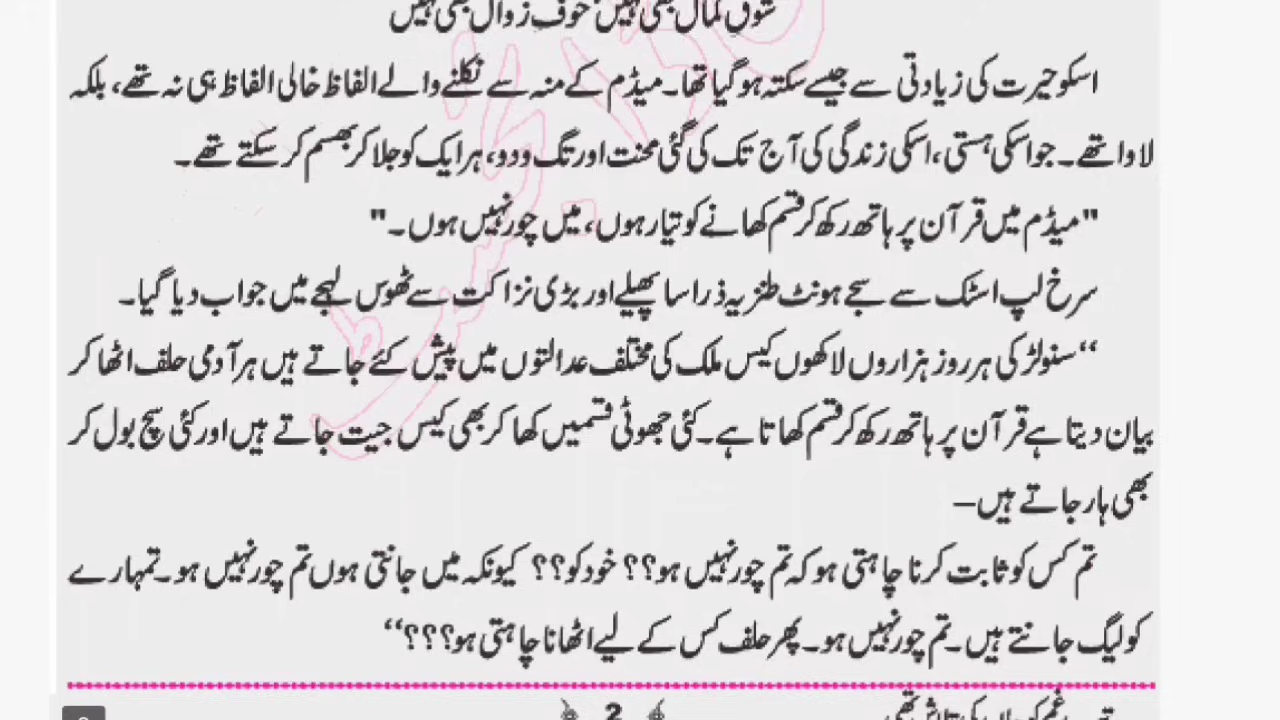 شوقِ کمال بھی نہیں خوفِ زوال بھی نہیں
اسکو حیرت کی زیادتی سے جیسے سکتہ ہو گیا تھا۔ میڈم کے منہ سے نکلنے والے الفاظ خالی الفاظ ہی نہ تھے، بلکہ
لاوا تھے۔ جو اسکی ہستی، اسکی زندگی کی آج تک کی گئی محنت اور تگ و دو، ہر ایک کو جلا کر بھسم کر سکتے تھے۔
"میڈم میں قرآن پر ہاتھ رکھ کر قسم کھانے کو تیار ہوں، میں چور نہیں ہوں۔"
سرخ لپ اسٹک سے سجے ہونٹ طنزیہ ذرا سا پھیلے اور بڑی نزاکت سے ٹھوس لہجے میں جواب دیا گیا۔
“سنو لڑکی ہر روز ہزاروں لاکھوں کیس ملک کی مختلف عدالتوں میں پیش کئے جاتے ہیں ہر آدمی حلف اٹھا کر
بیان دیتا ہے قرآن پر ہاتھ رکھ کر قسم کھاتا ہے۔ کئی جھوٹی قسمیں کھا کر بھی کیس جیت جاتے ہیں اور کئی سچ بول کر
بھی ہار جاتے ہیں–
تم کس کو ثابت کرنا چاہتی ہو کہ تم چور نہیں ہو؟؟ خود کو؟؟ کیونکہ میں جانتی ہوں تم چور نہیں ہو۔ تمہارے
کولیگ جانتے ہیں۔ تم چور نہیں ہو۔ پھر حلف کس کے لیے اٹھانا چاہتی ہو؟؟؟“
2